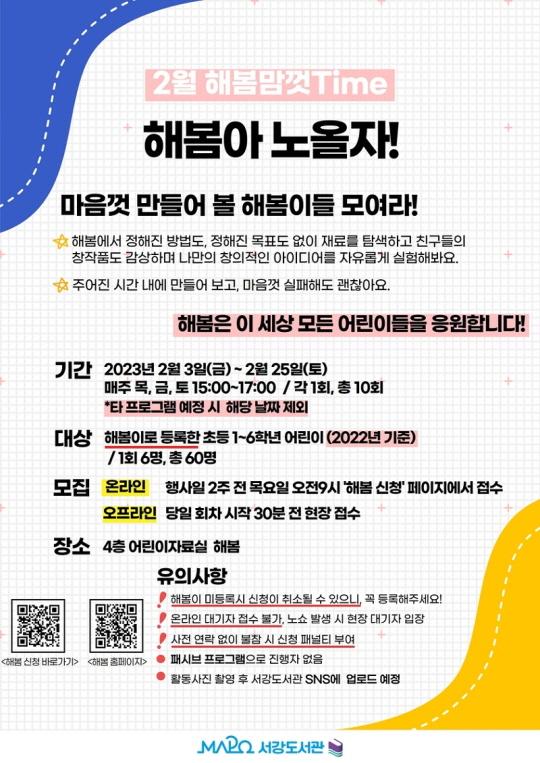 2월 해봄맘껏Time
해봄아 노올자!
마음껏 만들어 볼 해봄이들 모여라!
해봄에서 정해진 방법도, 정해진 목표도 없이 재료를 탐색하고 친구들의
창작품도 감상하며 나만의 창의적인 아이디어를 자유롭게 실험해봐요.
주어진 시간 내에 만들어 보고, 마음껏 실패해도 괜찮아요.
해봄은 이 세상 모든 어린이들을 응원합니다!
기간 2023년 2월 3일(금) ~ 2월 25일(토)
매주 목, 금, 토 15:00~17:00 / 각 1회, 총 10회
*타 프로그램 예정 시 해당 날짜 제외
대상 해봄이로 등록한 초등 1~6학년 어린이 (2022년 기준)
/ 1회 6명, 총 60명
모집 온라인 행사일 2주 전 목요일 오전9시 '해봄 신청' 페이지에서 접수
오프라인 당일 회차 시작 30분 전 현장 접수
장소 4층 어린이자료실 해봄
유의사항
해봄이 미등록시 신청이 취소될 수 있으니, 꼭 등록해주세요!
온라인 대기자 접수 불가, 노쇼 발생 시 현장 대기자 입장
사전 연락 없이 불참 시 신청 패널티 부여
패시브 프로그램으로 진행자 없음
활동사진 촬영 후 서강도서관 SNS에 업로드 예정
<해봄 신청 바로가기> <해봄 홈페이지>
MAPO 서강도서관